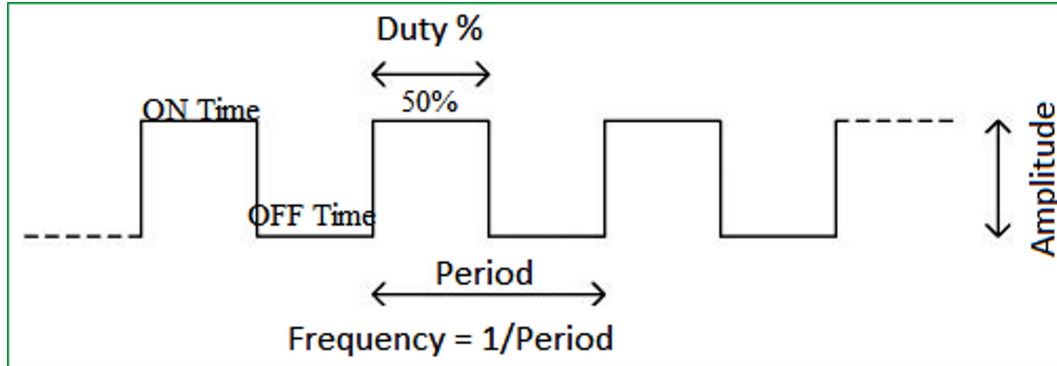 Duty %
50%
ON Time
OFF Time
Amplitude
Period
Frequency = 1/Period